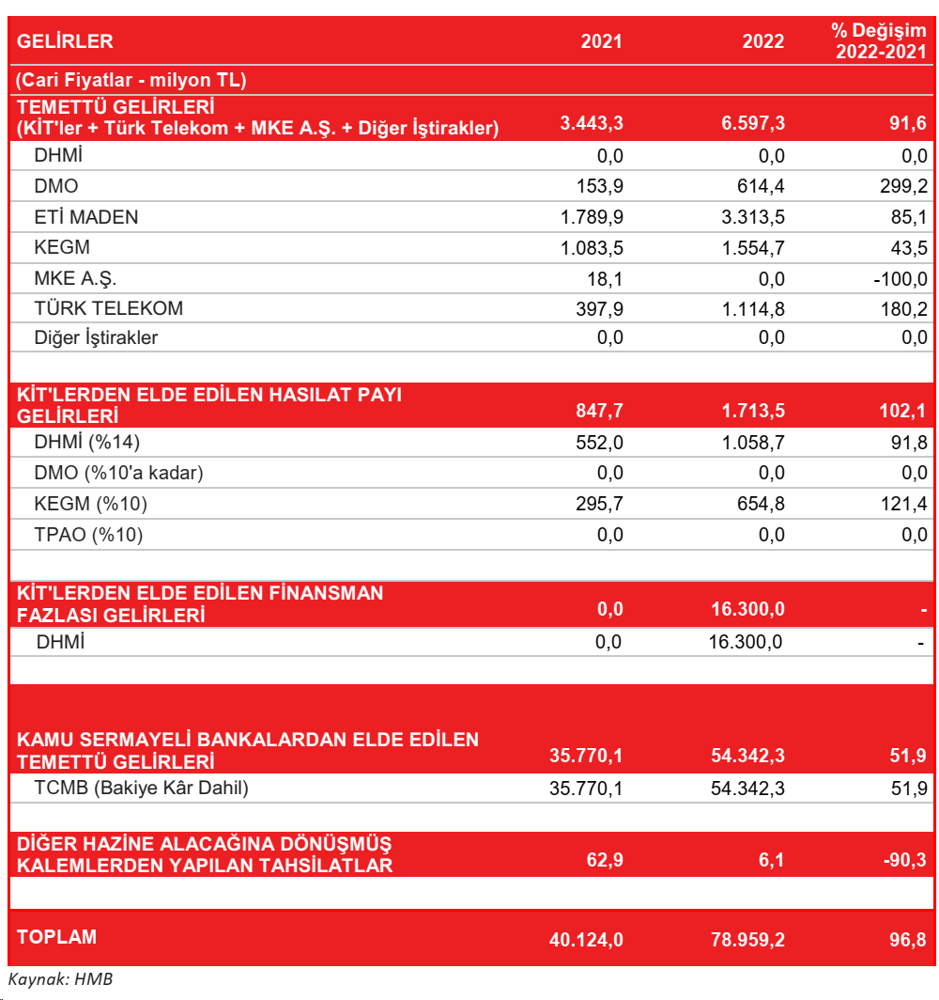 GELİRLER 2021 2022 % Değişim 2022-2021
(Cari Fiyatlar - milyon TL)
TEMETTÜ GELİRLERİ
(KİT'ler + Türk Telekom + MKE A.Ş. + Diğer İştirakler) 3.443,3 6.597,3 91,6
DHMİ 0,0 0,0 0,0
DMO 153,9 614,4 299,2
ETİ MADEN 1.789,9 3.313,5 85,1
KEGM 1.083,5 1.554,7 43,5
MKE A.Ş. 18,1 0,0 -100,0
TÜRK TELEKOM 397,9 1.114,8 180,2
Diğer İştirakler 0,0 0,0 0,0
KİT'LERDEN ELDE EDİLEN HASILAT PAYI
GELİRLERİ 847,7 1.713,5 102,1
DHMİ (%14) 552,0 1.058,7 91,8
DMO (%10'a kadar) 0,0 0,0 0,0
KEGM (%10) 295,7 654,8 121,4
TPAO (%10) 0,0 0,0 0,0
KİT'LERDEN ELDE EDİLEN FİNANSMAN
FAZLASI GELİRLERİ 0,0 16.300,0 -
DHMİ 0,0 16.300,0 -
KAMU SERMAYELİ BANKALARDAN ELDE EDİLEN
TEMETTÜ GELİRLERİ 35.770,1 54.342,3 51,9
TCMB (Bakiye Kâr Dahil) 35.770,1 54.342,3 51,9
DİĞER HAZİNE ALACAĞINA DÖNÜŞMÜŞ
KALEMLERDEN YAPILAN TAHSİLATLAR 62,9 6,1 -90,3
TOPLAM 40.124,0 78.959,2 96,8
Kaynak: HMB